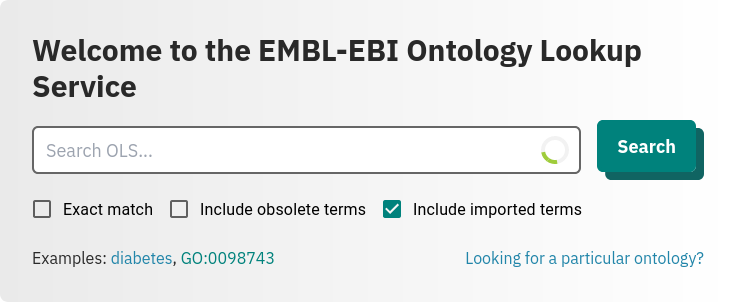 Welcome to the EMBL-EBI Ontology Lookup
Service
Search OLS...
Search
Exact match
Include obsolete terms
Include imported terms
Examples: diabetes, GO:0098743
Looking for a particular ontology?